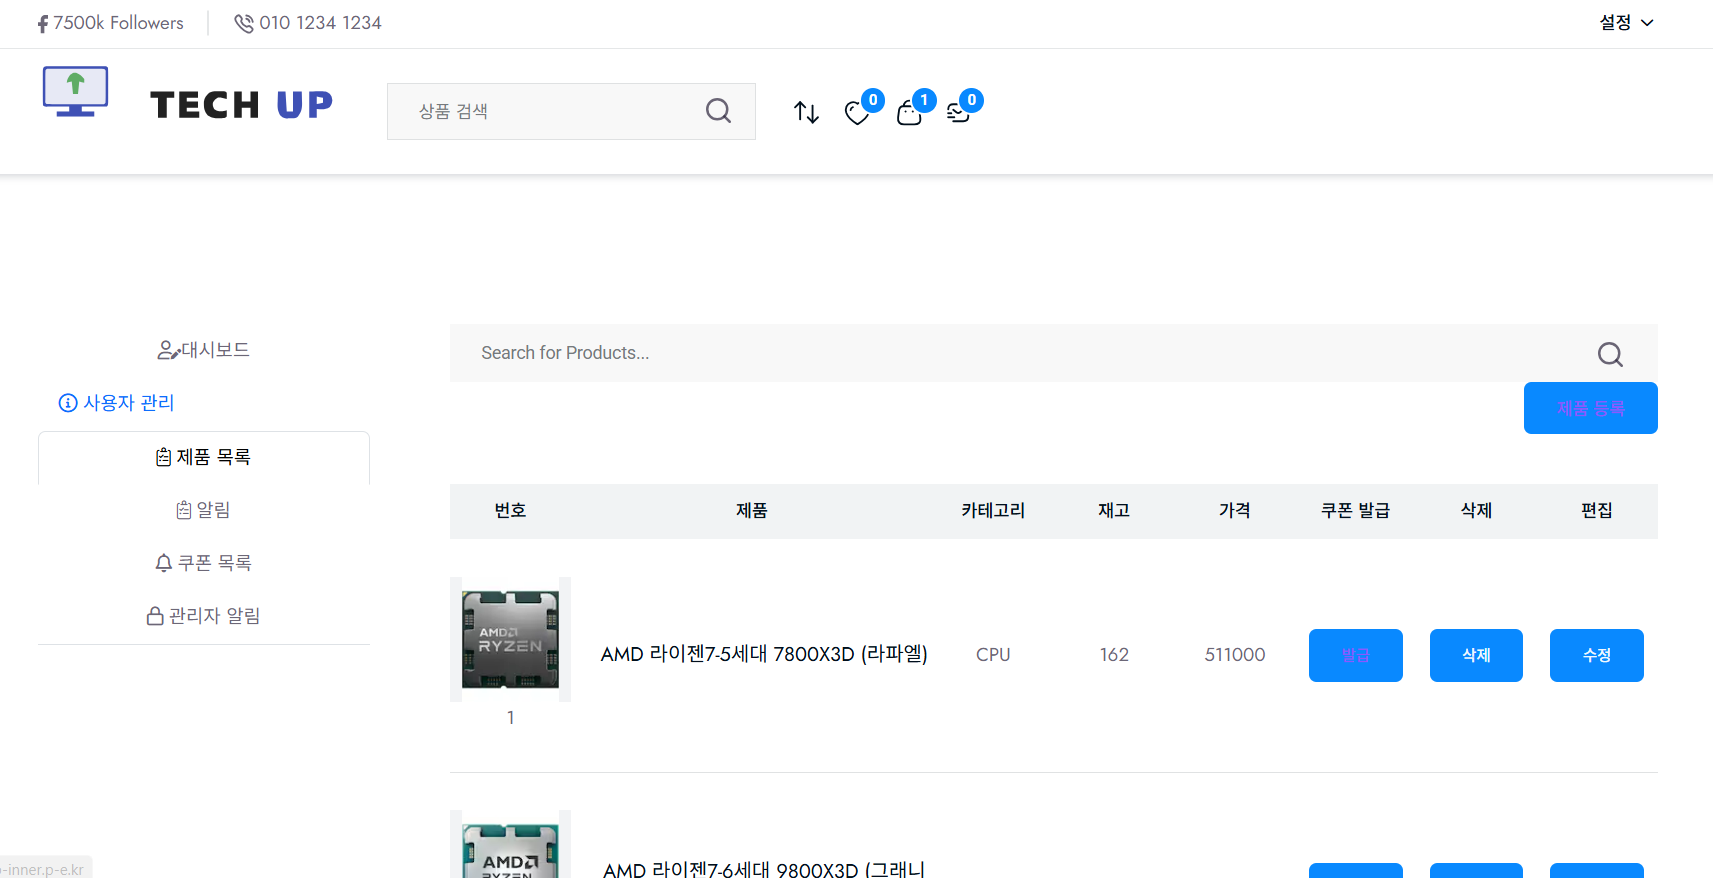 7500k Followers
010 1234 1234
설정
TECH UP
상품 검색
0
1
0
대시보드
Search for Products...
사용자 관리
제품 등록
제품 목록
알림
쿠폰 목록
관리자 알림
번호 제품 카테고리 재고 가격 쿠폰 발급 삭제 편집
AMD
RYZEN
AMD 라이젠7-5세대 7800X3D (라파엘) CPU 162 511000 발급 삭제 수정
1
AMD
RYZEN
AMD 라이젠7-6세대 9800X3D (그래니
-inner.p-e.kr